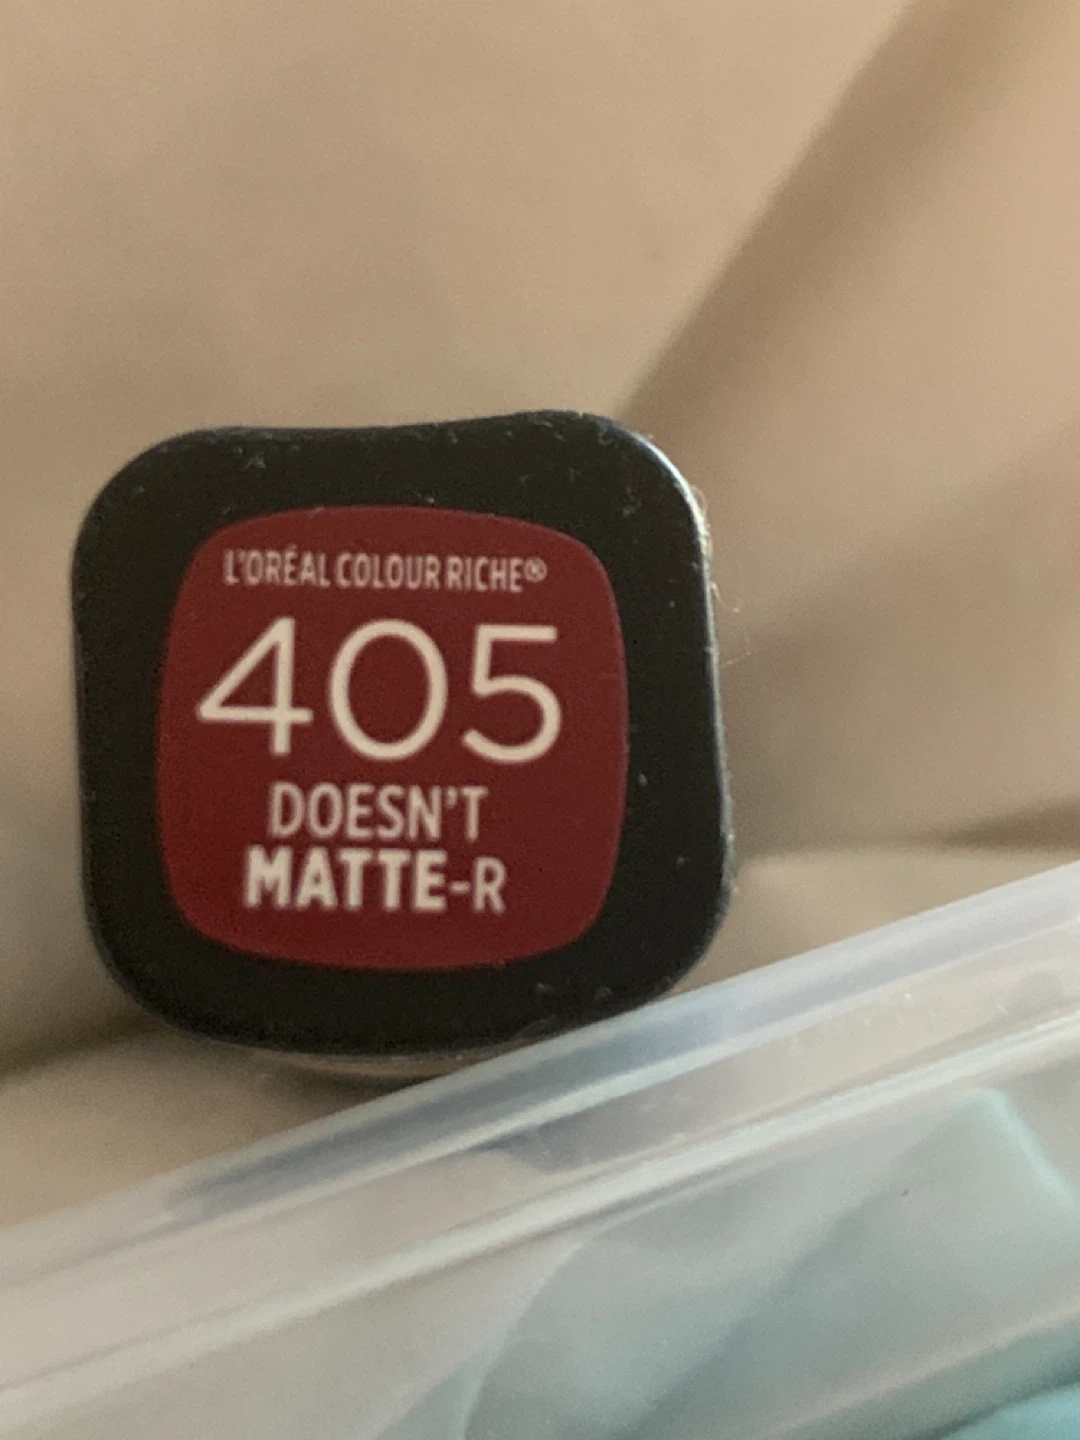 L'ORÉAL COLOUR RICHE®
405
DOESN'T
MATTE-R